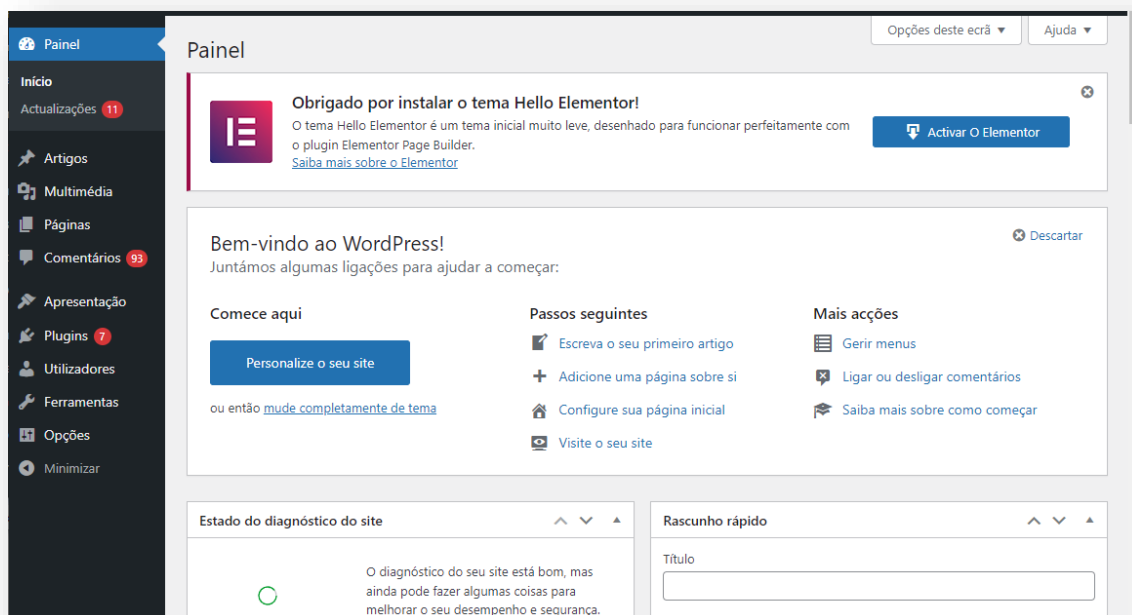 Painel
Início
Actualizações 11
Artigos
Multimédia
Páginas
Comentários 93
Apresentação
Plugins 7
Utilizadores
Ferramentas
Opções
Minimizar
Opções deste ecrã
Ajuda
Painel
Obrigado por instalar o tema Hello Elementor!
O tema Hello Elementor é um tema inicial muito leve, desenhado para funcionar perfeitamente com
o plugin Elementor Page Builder.
Saiba mais sobre o Elementor
Activar O Elementor
Bem-vindo ao WordPress!
Juntámos algumas ligações para ajudar a começar:
Descartar
Comece aqui
Personalize o seu site
ou então mude completamente de tema
Passos seguintes
Escreva o seu primeiro artigo
Adicione uma página sobre si
Configure sua página inicial
Visite o seu site
Mais acções
Gerir menus
Ligar ou desligar comentários
Saiba mais sobre como começar
Estado do diagnóstico do site
O diagnóstico do seu site está bom, mas
ainda pode fazer algumas coisas para
melhorar o seu desempenho e segurança.
Rascunho rápido
Título